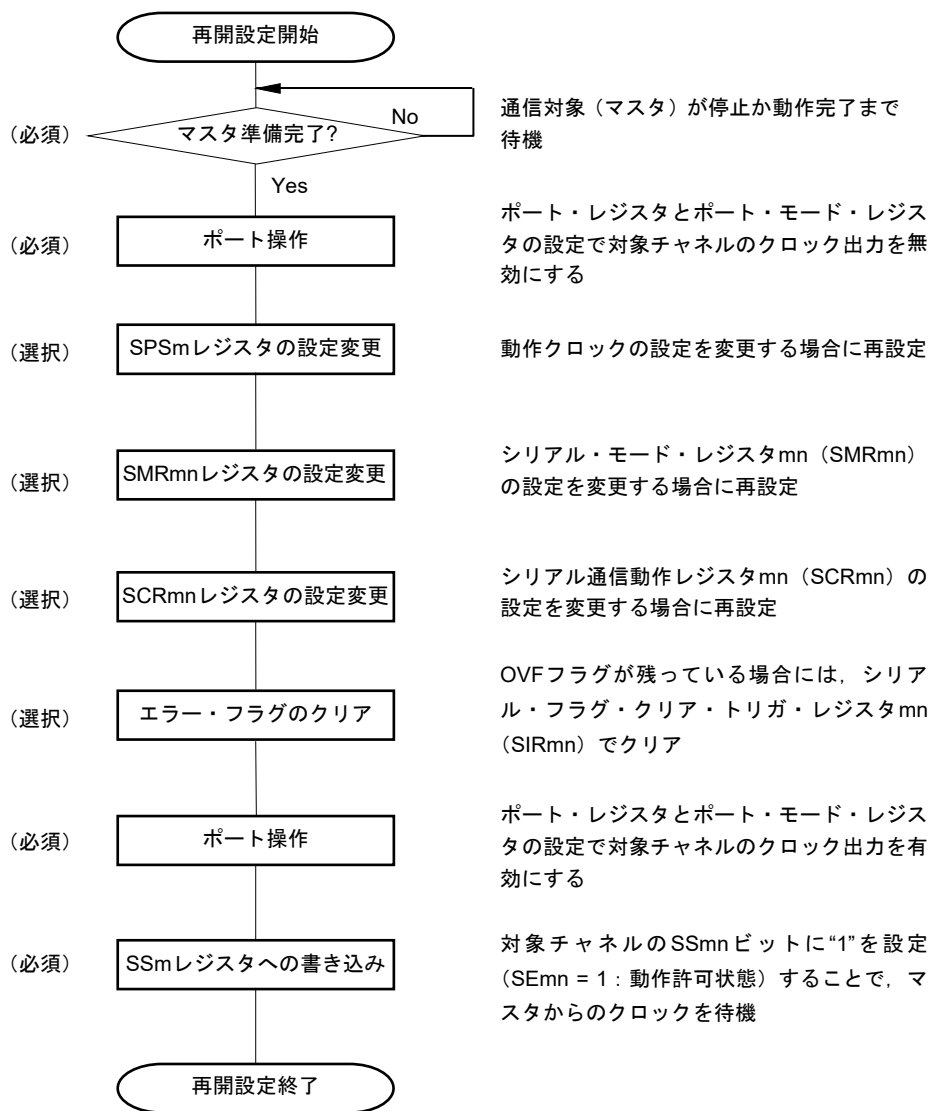 再開設定開始
（必須）
マスタ準備完了?
No
通信対象（マスタ）が停止か動作完了まで
待機
Yes
（必須）
ポート操作
ポート・レジスタとポート・モード・レジス
タの設定で対象チャネルのクロック出力を無
効にする
（選択）
SPSmレジスタの設定変更
動作クロックの設定を変更する場合に再設定
（選択）
SMRmnレジスタの設定変更
シリアル・モード・レジスタmn（SMRmn）
の設定を変更する場合に再設定
（選択）
SCRmnレジスタの設定変更
シリアル通信動作レジスタmn（SCRmn）の
設定を変更する場合に再設定
（選択）
エラー・フラグのクリア
OVFフラグが残っている場合には，シリア
ル・フラグ・クリア・トリガ・レジスタmn
（SIRmn）でクリア
（必須）
ポート操作
ポート・レジスタとポート・モード・レジス
タの設定で対象チャネルのクロック出力を有
効にする
（必須）
SSmレジスタへの書き込み
対象チャネルのSSmnビットに“1”を設定
（SEmn = 1：動作許可状態）することで，マ
スタからのクロックを待機
再開設定終了